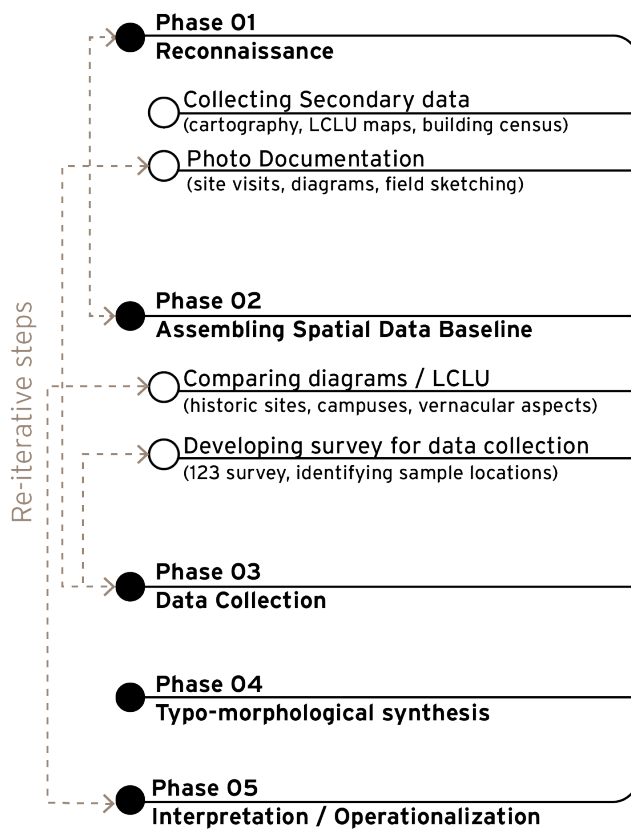 Phase 01
Reconnaissance
Collecting Secondary data
(cartography, LCLU maps, building census)
Photo Documentation
(site visits, diagrams, field sketching)
Re-iterative steps
Phase 02
Assembling Spatial Data Baseline
Comparing diagrams / LCLU
(historic sites, campuses, vernacular aspects)
Developing survey for data collection
(123 survey, identifying sample locations)
Phase 03
Data Collection
Phase 04
Typo-morphological synthesis
Phase 05
Interpretation / Operationalization